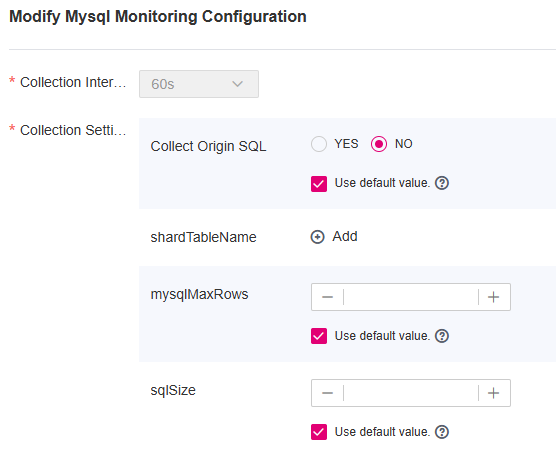 Modify Mysql Monitoring Configuration
* Collection Inter... 60s
* Collection Setti...
Collect Origin SQL YES NO
Use default value.
shardTableName Add
mysqlMaxRows
Use default value.
sqlSize
Use default value.